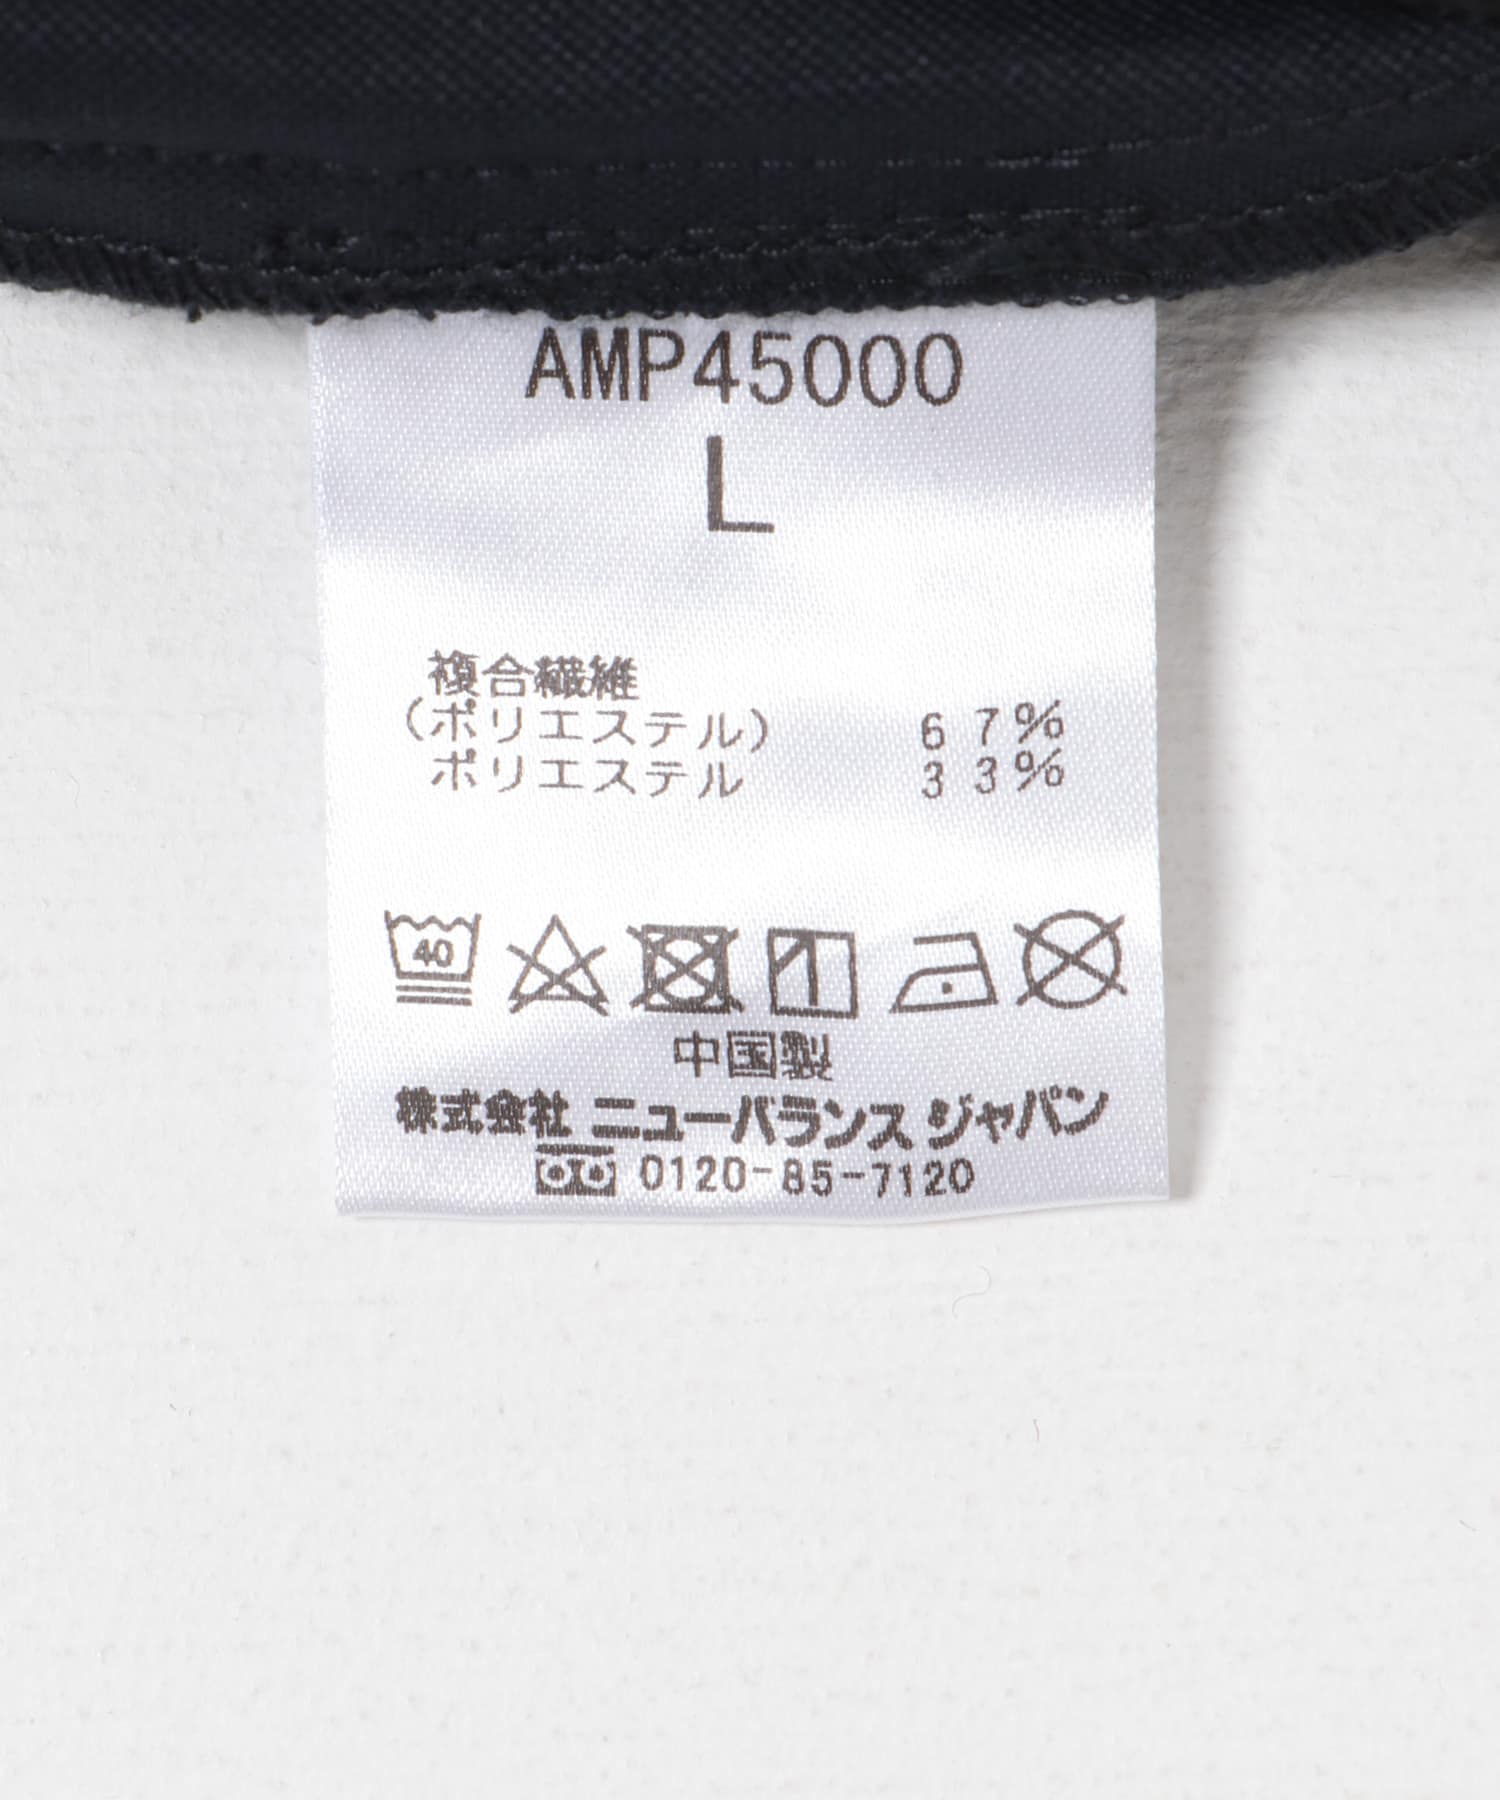 AMP45000
L
複合繊維
(ポリエステル) 67%
ポリエステル 33%
40
中国製
株式会社 ニューバランス ジャパン
0120-85-7120